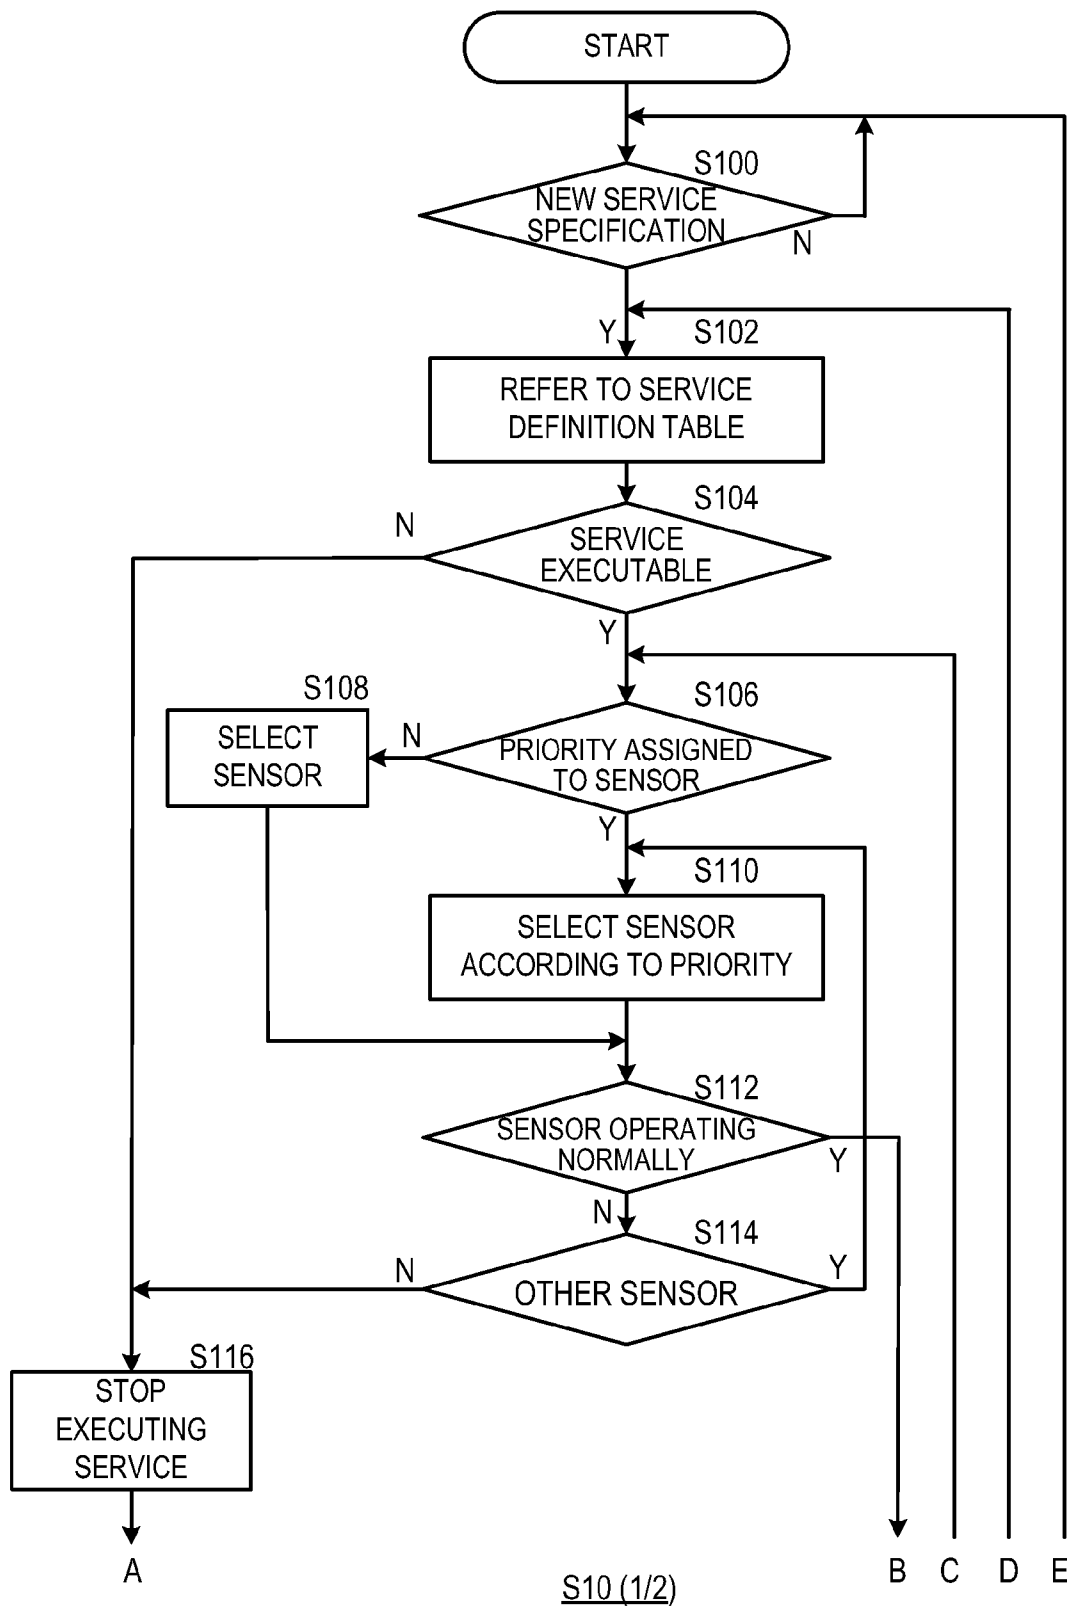 START
S100
NEW SERVICE
SPECIFICATION
N
Y
S102
REFER TO SERVICE
DEFINITION TABLE
S104
N
SERVICE
EXECUTABLE
Y
S108
S106
SELECT
SENSOR
N
PRIORITY ASSIGNED
TO SENSOR
Y
S110
SELECT SENSOR
ACCORDING TO PRIORITY
S112
SENSOR OPERATING
NORMALLY
Y
N
S114
N
OTHER SENSOR
Y
S116
STOP
EXECUTING
SERVICE
A
B
C
D
E
S10 (1/2)